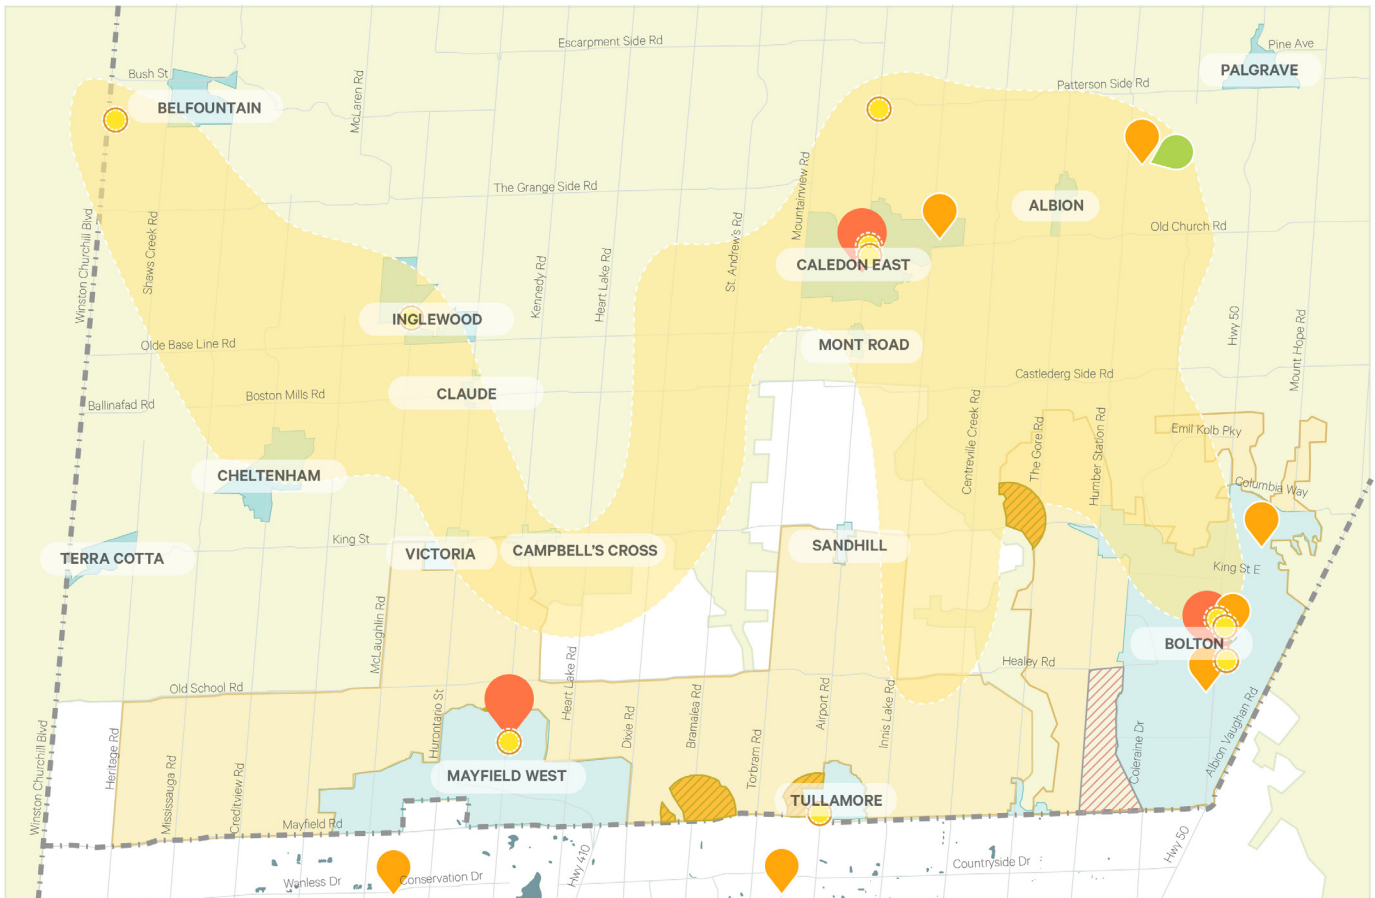 Escarpment Side Rd
Pine Ave
Bush St
PALGRAVE
Patterson Side Rd
BELFOUNTAIN
McLaren Rd
The Grange Side Rd
Mountainview Rd
ALBION
Old Church Rd
Winston Churchill Blvd
Shaws Creek Rd
St. Andrew's Rd
CALEDON EAST
Kennedy Rd
Heart Lake Rd
INGLEWOOD
Hwy 50
Mount Hope Rd
Olde Base Line Rd
MONT ROAD
Castlederg Side Rd
Boston Mills Rd
CLAUDE
Ballinafad Rd
Centreville Creek Rd
The Gore Rd
Humber Station Rd
Emil Kolb Pky
CHELTENHAM
Columbia Way
King St
VICTORIA
CAMPBELL'S CROSS
SANDHILL
TERRA COTTA
King St E
McLaughlin Rd
BOLTON
Healey Rd
Old School Rd
Heart Lake Rd
Hurontario St
Dixie Rd
Bramalea Rd
Airport Rd
Innis Lake Rd
Torbram Rd
Coleraine Dr
Albion Vaughan Rd
Winston Churchill Blvd
Heritage Rd
Mississauga Rd
Creditview Rd
MAYFIELD WEST
TULLAMORE
Mayfield Rd
Hwy 410
Hwy 50
Countryside Dr
Wanless Dr
Conservation Dr